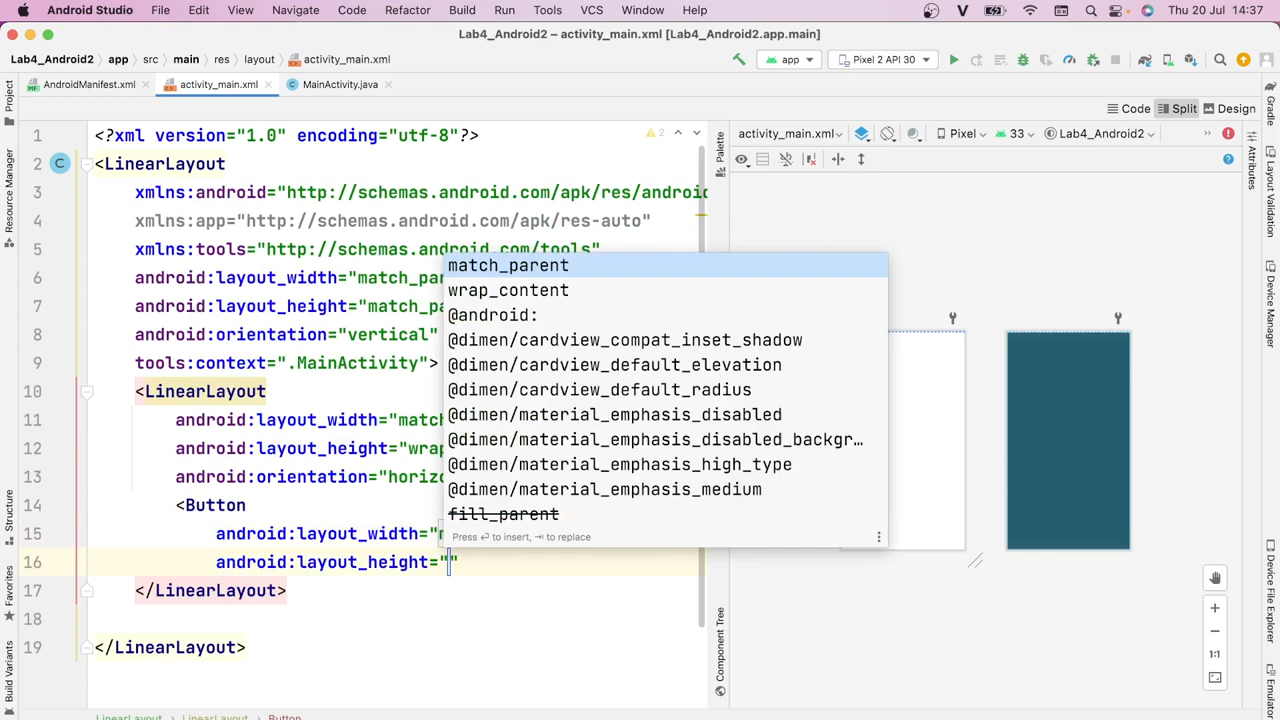 Android Studio File Edit View Navigate Code Refactor Build Run Tools VCS Window Help V Thu 20 Jul 14:37
Lab4_Android2 – activity_main.xml [Lab4_Android2.app.main]
Lab4_Android2 app src main res layout activity_main.xml app Pixel 2 API 30
AndroidManifest.xml activity_main.xml MainActivity.java
Code Split Design
Project
Resource Manager
Structure
Favorites
Build Variants
1 <?xml version="1.0" encoding="utf-8"?> 2
2 C <LinearLayout
3 xmlns:android="http://schemas.android.com/apk/res/android
4 xmlns:app="http://schemas.android.com/apk/res-auto"
5 xmlns:tools="http://schemas.android.com/tools"
6 android:layout_width="match_par
7 android:layout_height="match_pa
8 android:orientation="vertical"
9 tools:context=".MainActivity">
10 <LinearLayout
11 android:layout_width="match
12 android:layout_height="wrap
13 android:orientation="horizo
14 <Button
15 android:layout_width="m
16 android:layout_height=""
17 </LinearLayout>
18
19 </LinearLayout>
match_parent
wrap_content
@android:
@dimen/cardview_compat_inset_shadow
@dimen/cardview_default_elevation
@dimen/cardview_default_radius
@dimen/material_emphasis_disabled
@dimen/material_emphasis_disabled_backgr…
@dimen/material_emphasis_high_type
@dimen/material_emphasis_medium
fill_parent
Press ⏎ to insert, ⇥ to replace
LinearLayout › LinearLayout › Button
Palette
Component Tree
activity_main.xml Pixel 33 Lab4_Android2
1:1
Attributes
Gradle
Layout Validation
Device Manager
Device File Explorer
Emulator